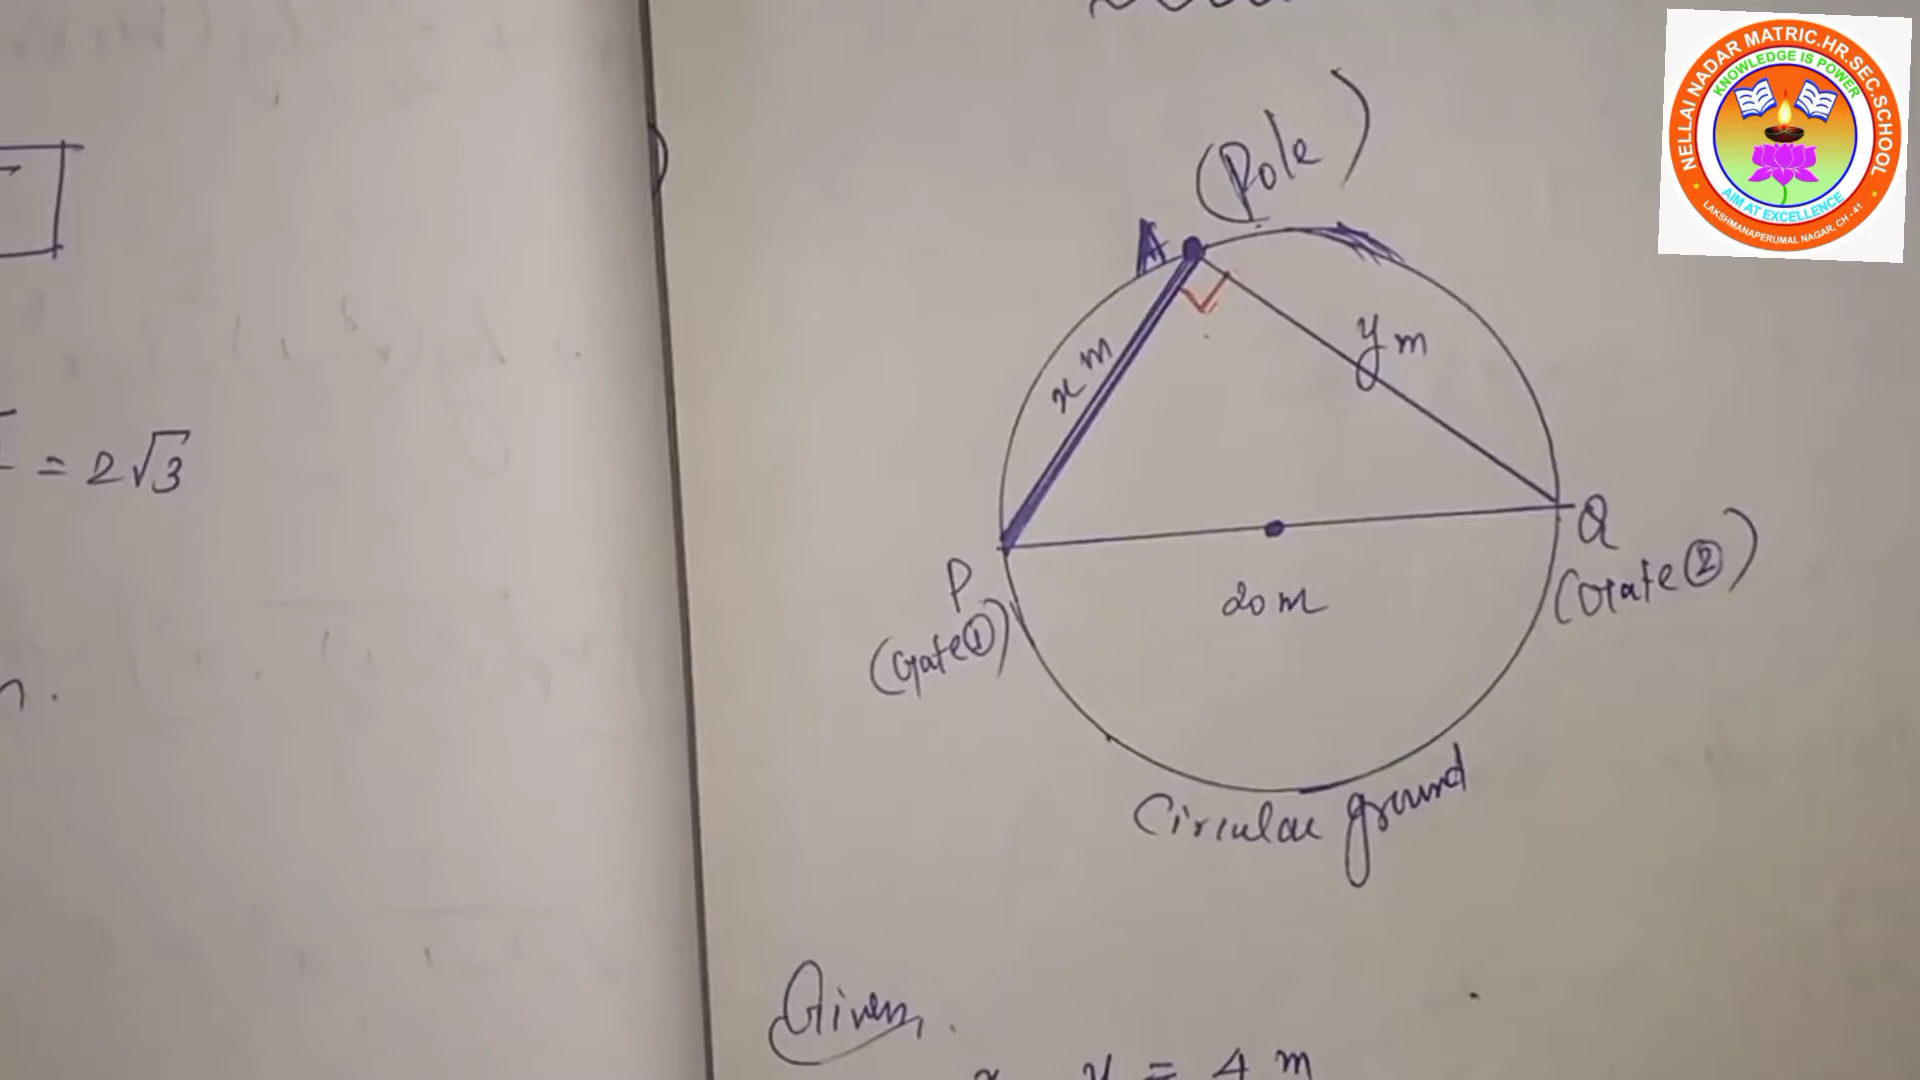 = 2√3
(Pole)
A
x m
y m
P
(Gate ①)
Q
(Gate ②)
20 m
Circular ground
Given,
y = 4 m
NELLAI NADAR MATRIC.HR.SEC.SCHOOL
KNOWLEDGE IS POWER
AIM AT EXCELLENCE
LAKSHMANAPERUMAL NAGAR, CH - 41